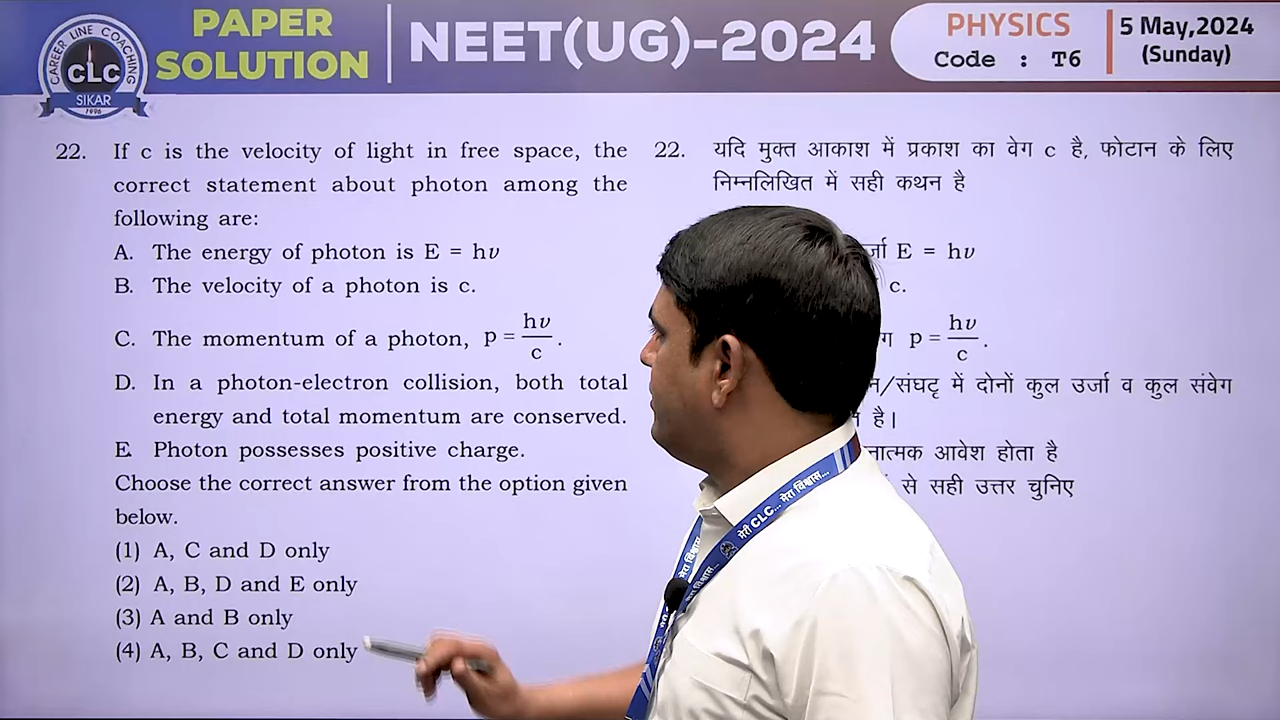 CAREER LINE COACHING
CLC
SIKAR
1996
PAPER
SOLUTION
NEET(UG)-2024
PHYSICS
Code : T6
5 May,2024
(Sunday)
22. If c is the velocity of light in free space, the
correct statement about photon among the
following are:
A. The energy of photon is E = hν
B. The velocity of a photon is c.
C. The momentum of a photon, p = hν/c.
D. In a photon-electron collision, both total
energy and total momentum are conserved.
E. Photon possesses positive charge.
Choose the correct answer from the option given
below.
(1) A, C and D only
(2) A, B, D and E only
(3) A and B only
(4) A, B, C and D only
22. यदि मुक्त आकाश में प्रकाश का वेग c है, फोटान के लिए
निम्नलिखित में सही कथन है
E = hν
c.
p = hν/c.
/संघट्ट में दोनों कुल उर्जा व कुल संवेग
है।
आवेश होता है
से सही उत्तर चुनिए
मेरी CLC... मेरा विश्वास...
मेरा विश्वास...